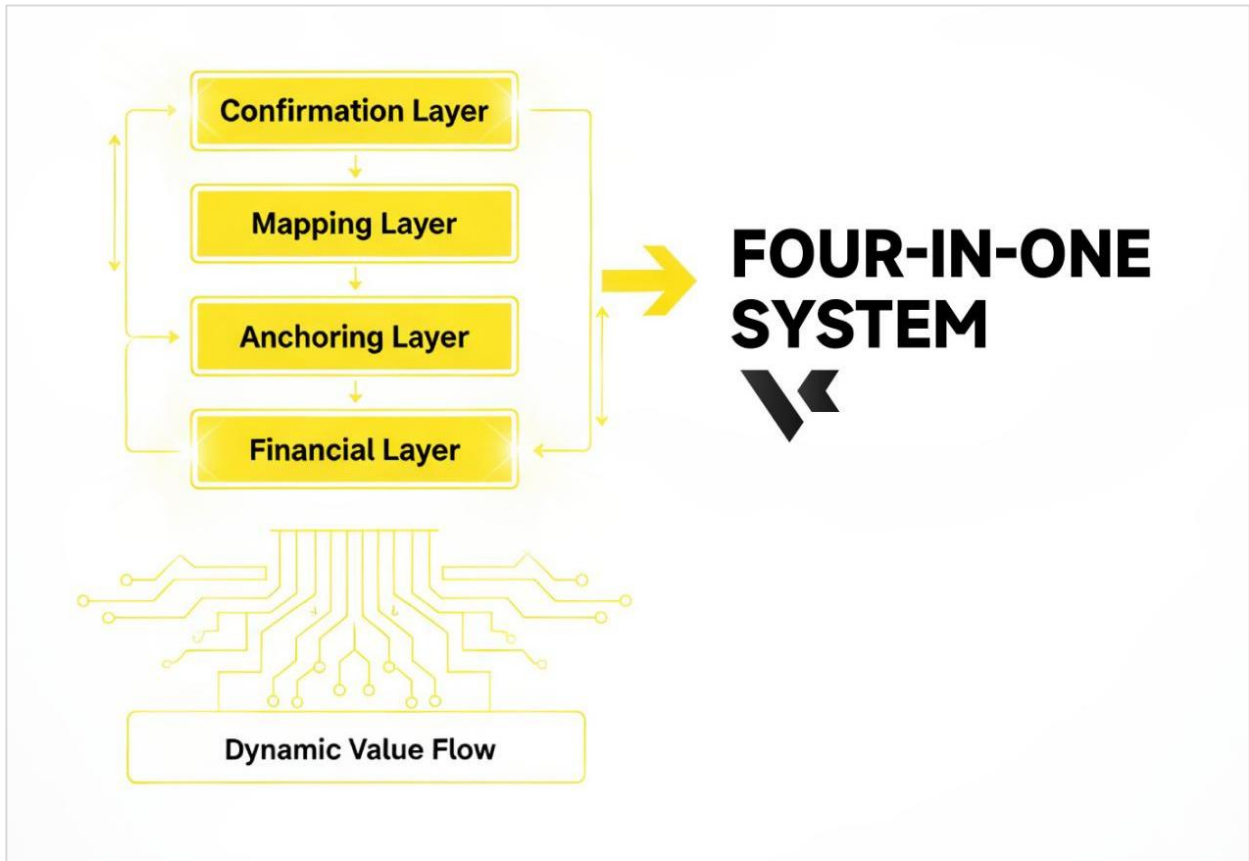 Confirmation Layer
Mapping Layer
Anchoring Layer
Financial Layer
FOUR-IN-ONE
SYSTEM
Dynamic Value Flow